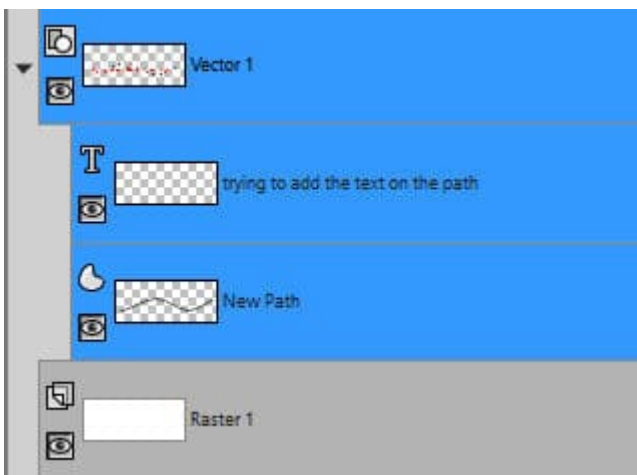 Vector 1
T
trying to add the text on the path
New Path
Raster 1